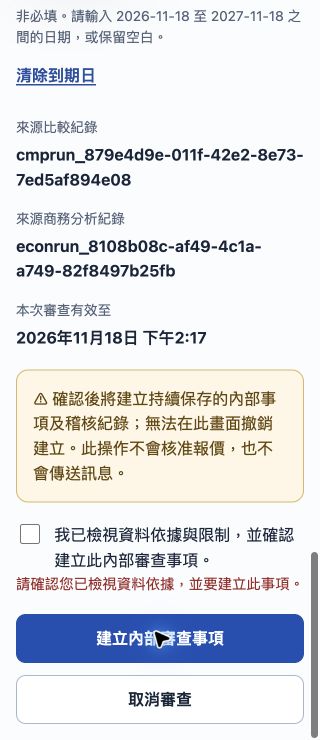 非必填。請輸入 2026-11-18 至 2027-11-18 之
間的日期，或保留空白。
清除到期日
來源比較紀錄
cmprun_879e4d9e-011f-42e2-8e73-
7ed5af894e08
來源商務分析紀錄
econrun_8108b08c-af49-4c1a-
a749-82f8497b25fb
本次審查有效至
2026年11月18日 下午2:17
⚠ 確認後將建立持續保存的內部事
項及稽核紀錄；無法在此畫面撤銷
建立。此操作不會核准報價，也不
會傳送訊息。
我已檢視資料依據與限制，並確認
建立此內部審查事項。
請確認您已檢視資料依據，並要建立此事項。
建立內部審查事項
取消審查